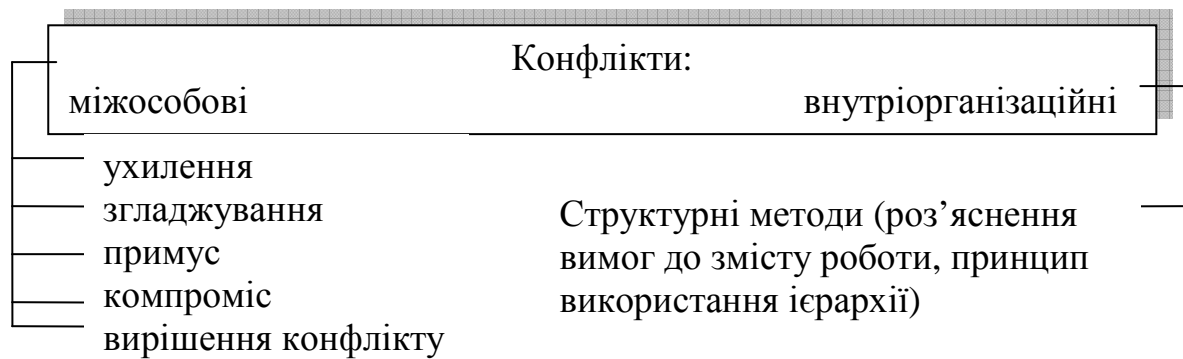 Конфлікти:
міжособові внутріорганізаційні
ухилення
згладжування
примус
компроміс
вирішення конфлікту
Структурні методи (роз’яснення
вимог до змісту роботи, принцип
використання ієрархії)